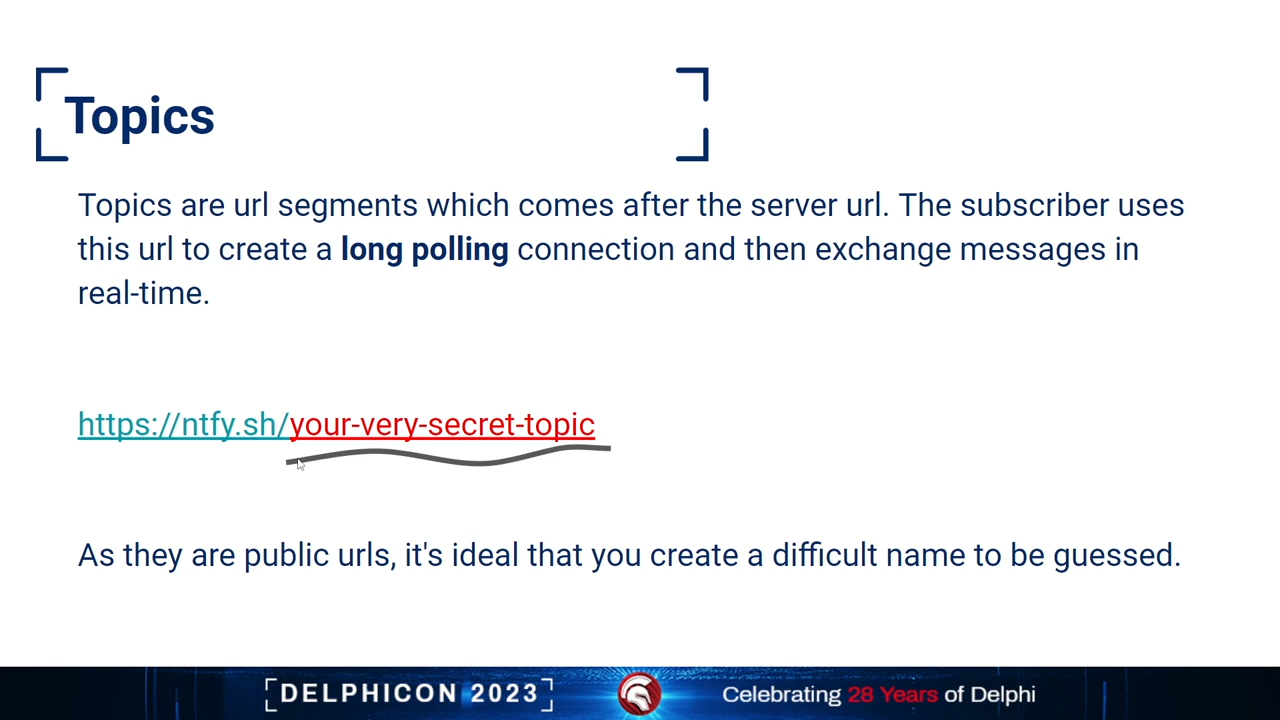 Topics
Topics are url segments which comes after the server url. The subscriber uses
this url to create a long polling connection and then exchange messages in
real-time.
https://ntfy.sh/your-very-secret-topic
As they are public urls, it's ideal that you create a difficult name to be guessed.
DELPHICON 2023
Celebrating 28 Years of Delphi